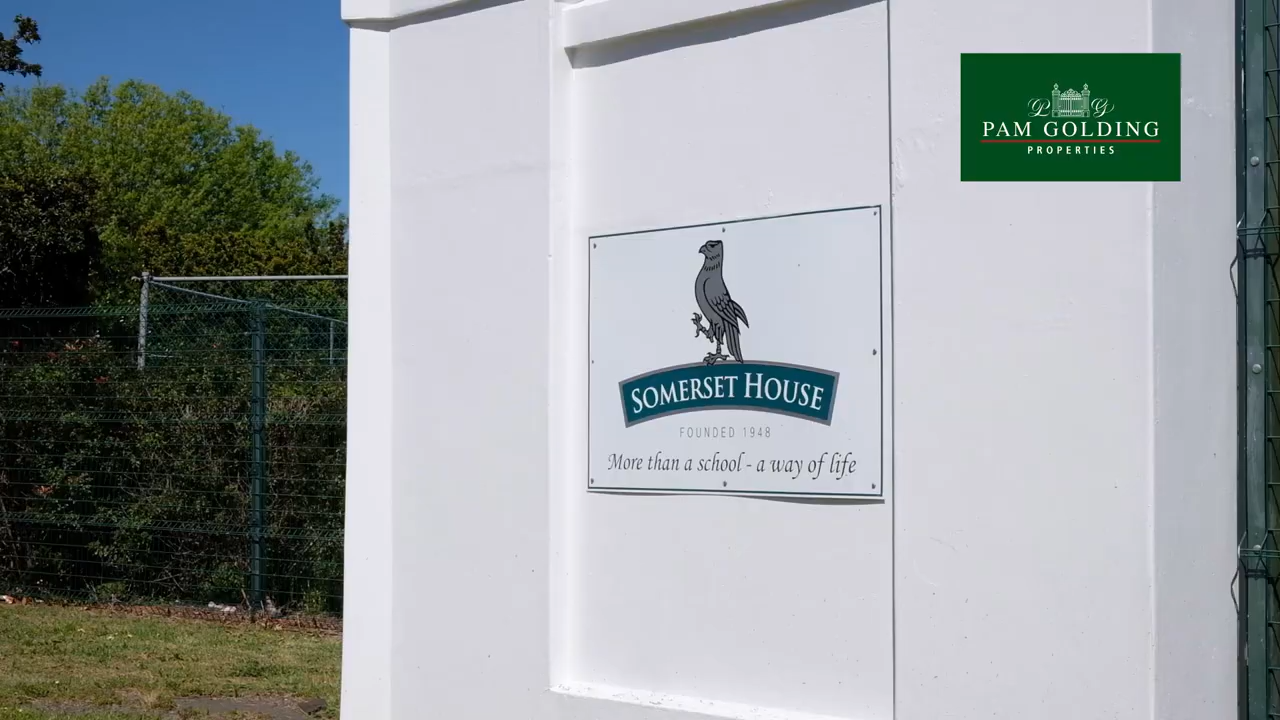 P G
PAM GOLDING
PROPERTIES
SOMERSET HOUSE
FOUNDED 1948
More than a school - a way of life